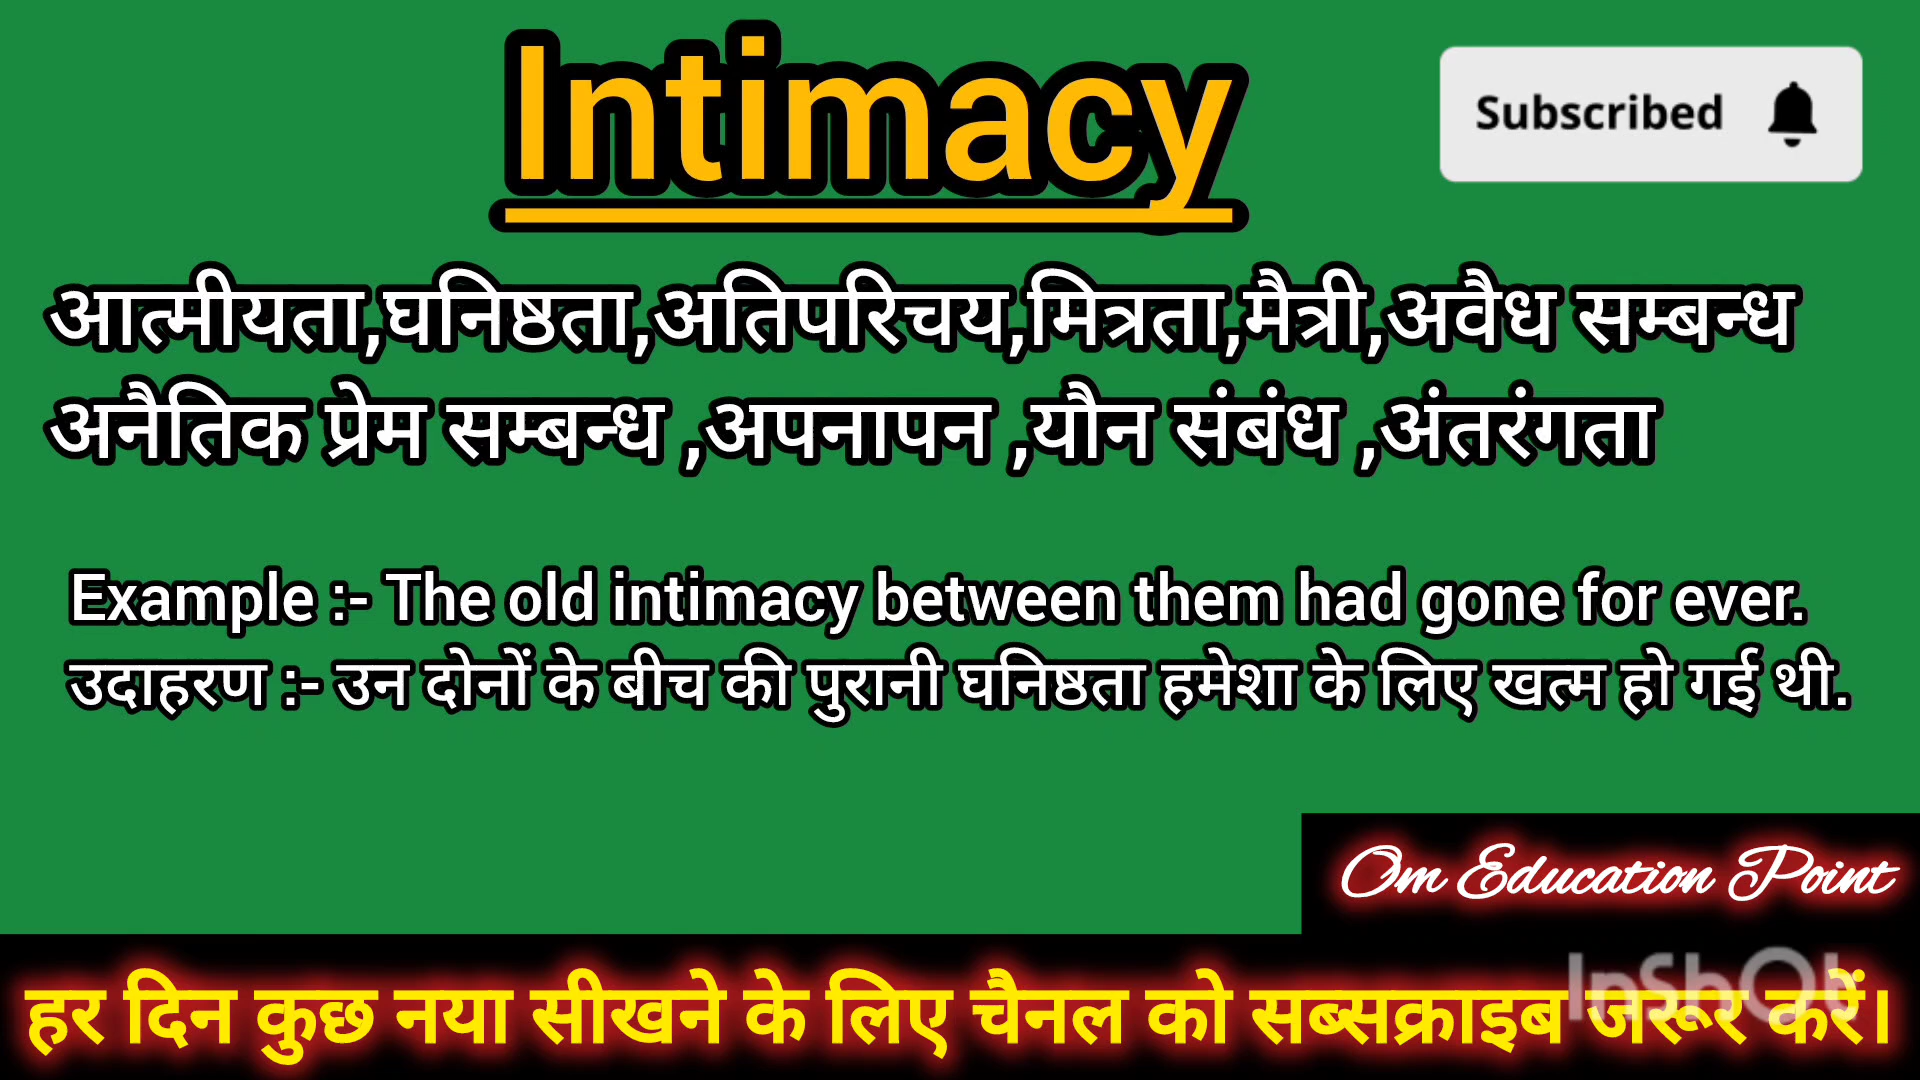 Intimacy
Subscribed
आत्मीयता,घनिष्ठता,अतिपरिचय,मित्रता,मैत्री,अवैध सम्बन्ध
अनैतिक प्रेम सम्बन्ध ,अपनापन ,यौन संबंध ,अंतरंगता
Example :- The old intimacy between them had gone for ever.
उदाहरण :- उन दोनों के बीच की पुरानी घनिष्ठता हमेशा के लिए खत्म हो गई थी.
Om Education Point
InShOt
हर दिन कुछ नया सीखने के लिए चैनल को सब्सक्राइब जरूर करें।